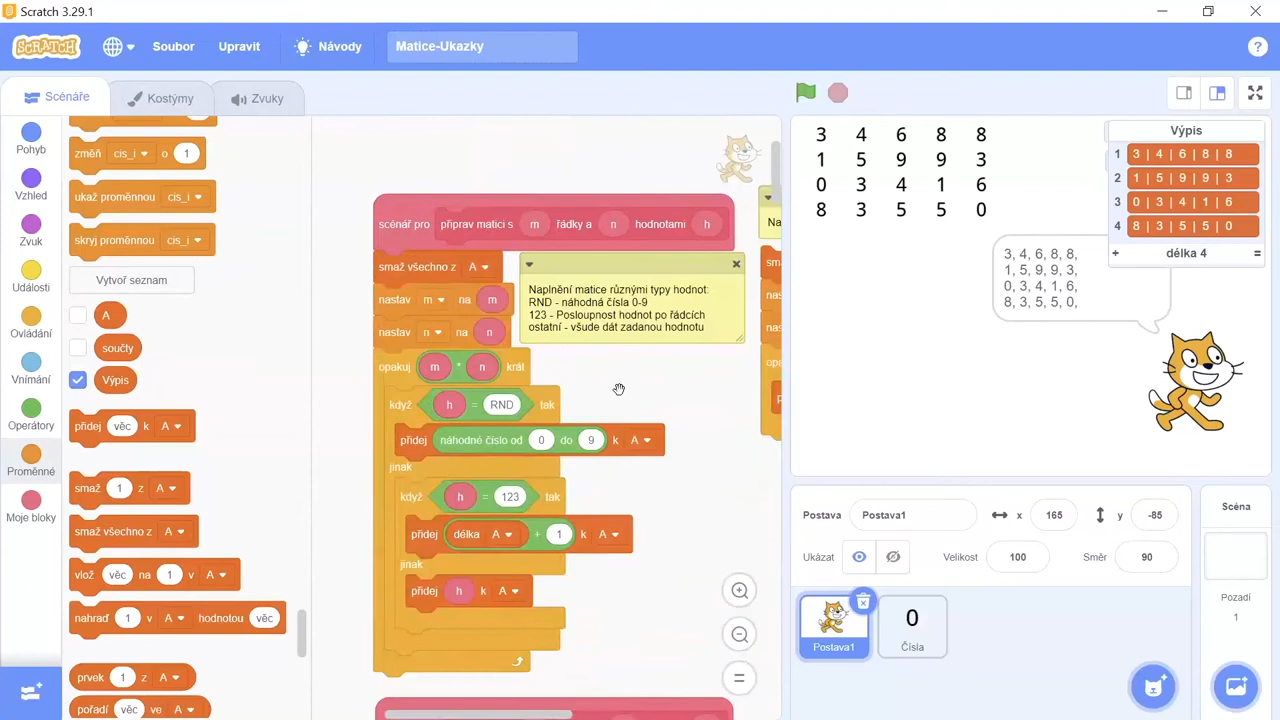 Scratch 3.29.1
SCRATCH
Soubor
Upravit
Návody
Matice-Ukazky
?
Scénáře
Kostýmy
Zvuky
Pohyb
Vzhled
Zvuk
Události
Ovládání
Vnímání
Operátory
Proměnné
Moje bloky
změň cis_i o 1
ukaž proměnnou cis_i
skryj proměnnou cis_i
Vytvoř seznam
A
součty
Výpis
přidej věc k A
smaž 1 z A
smaž všechno z A
vlož věc na 1 v A
nahraď 1 v A hodnotou věc
prvek 1 z A
pořadí věc ve A
scénář pro připrav matici s m řádky a n hodnotami h
smaž všechno z A
nastav m na m
nastav n na n
opakuj m * n krát
když h = RND tak
přidej náhodné číslo od 0 do 9 k A
jinak
když h = 123 tak
přidej délka A + 1 k A
jinak
přidej h k A
Naplnění matice různými typy hodnot:
RND - náhodná čísla 0-9
123 - Posloupnost hodnot po řádcích
ostatní - všude dát zadanou hodnotu
Na
sma
nas
nas
opa
p
3 4 6 8 8
1 5 9 9 3
0 3 4 1 6
8 3 5 5 0
Výpis
1 3 | 4 | 6 | 8 | 8
2 1 | 5 | 9 | 9 | 3
3 0 | 3 | 4 | 1 | 6
4 8 | 3 | 5 | 5 | 0
+ délka 4 =
3, 4, 6, 8, 8,
1, 5, 9, 9, 3,
0, 3, 4, 1, 6,
8, 3, 5, 5, 0,
Postava Postava1 x 165 y -85
Ukázat Velikost 100 Směr 90
Postava1
0
Čísla
Scéna
Pozadí
1